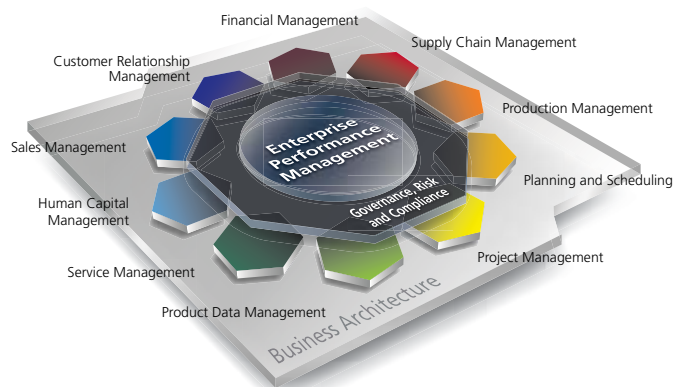 Financial Management
Supply Chain Management
Customer Relationship
Management
Production Management
Sales Management
Enterprise
Performance
Management
Planning and Scheduling
Human Capital
Management
Governance, Risk
and Compliance
Project Management
Service Management
Product Data Management
Business Architecture